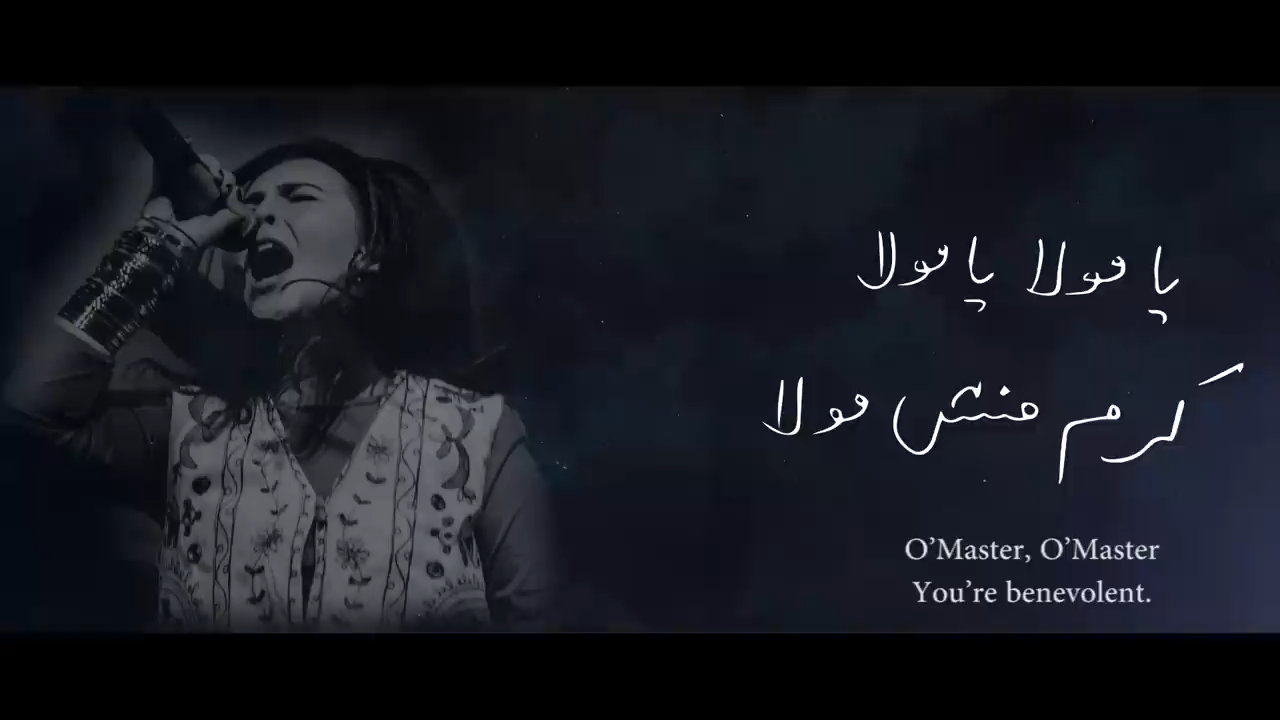 یا مولا یا مولا
کرم منش مولا
O’Master, O’Master
You’re benevolent.